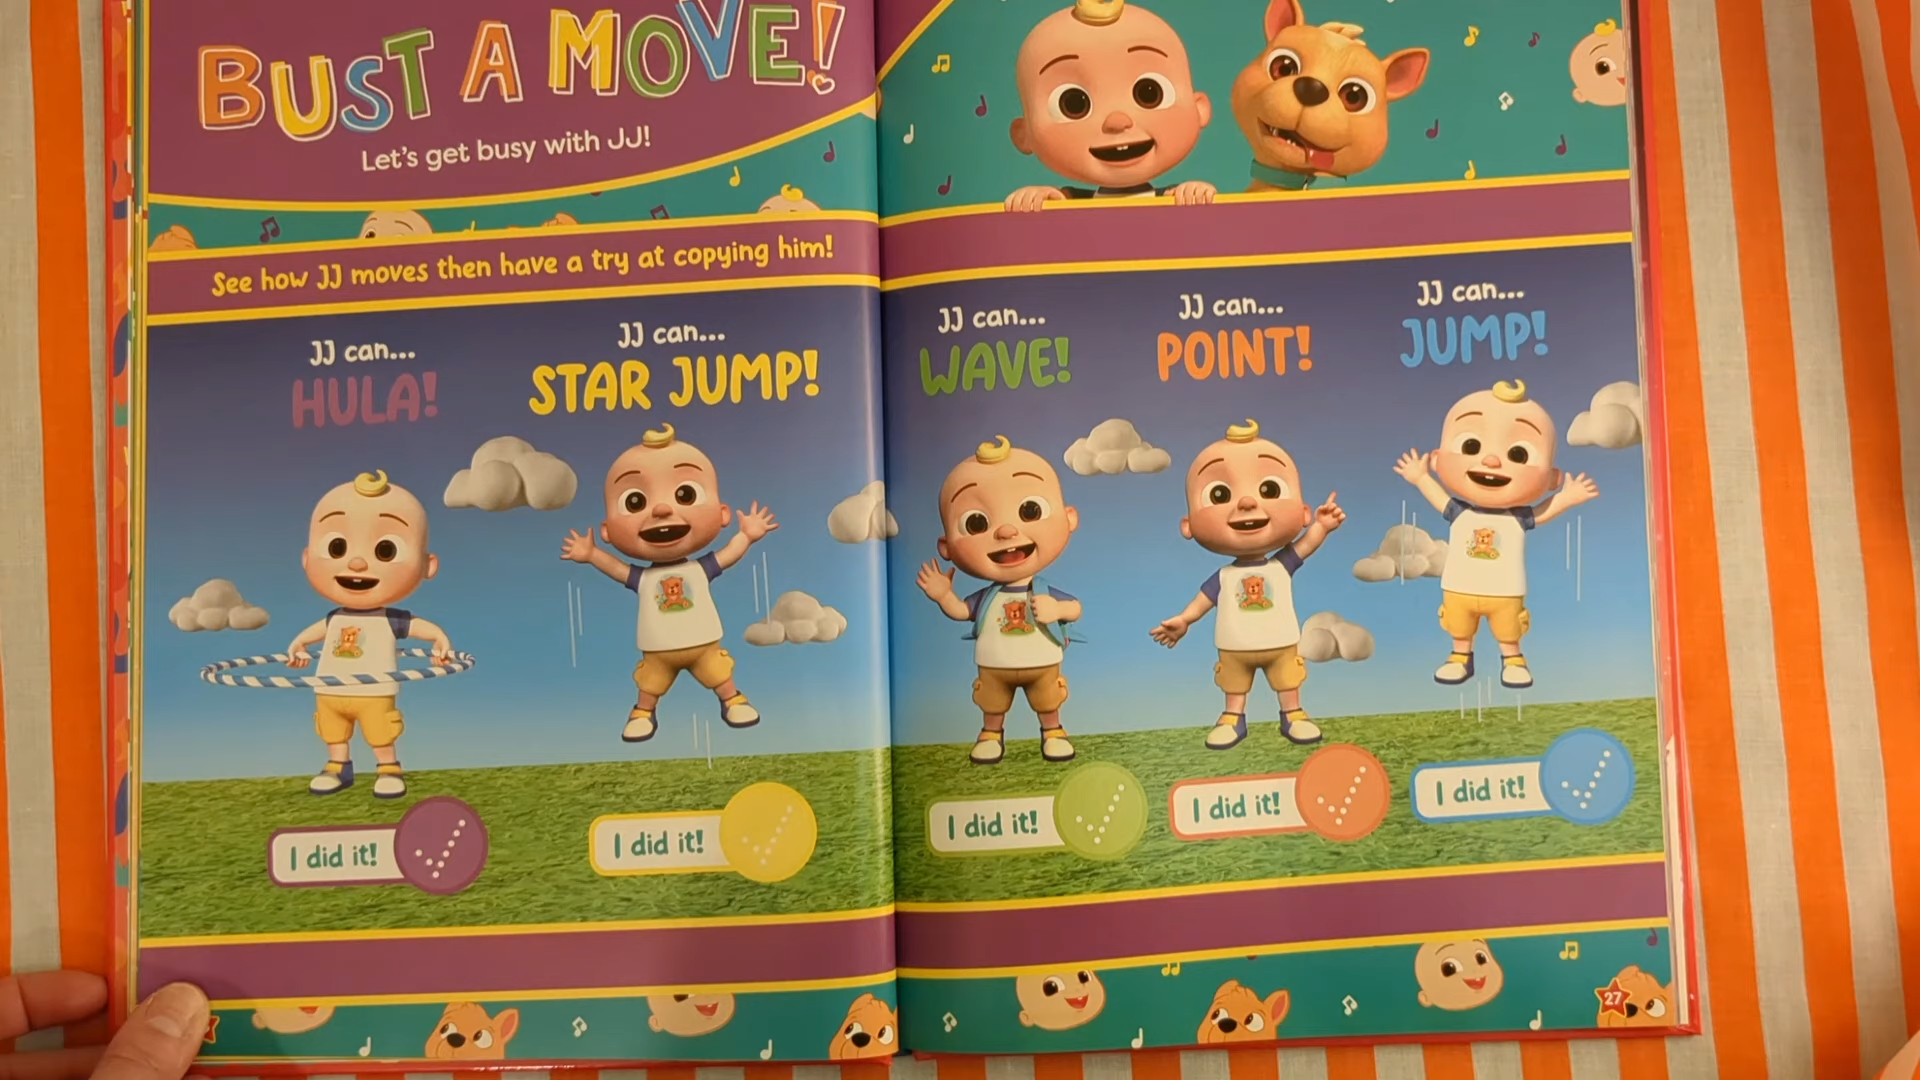 BUST A MOVE!
Let's get busy with JJ!
See how JJ moves then have a try at copying him!
JJ can...
HULA!
JJ can...
STAR JUMP!
I did it!
I did it!
JJ can...
WAVE!
JJ can...
POINT!
JJ can...
JUMP!
I did it!
I did it!
I did it!
27